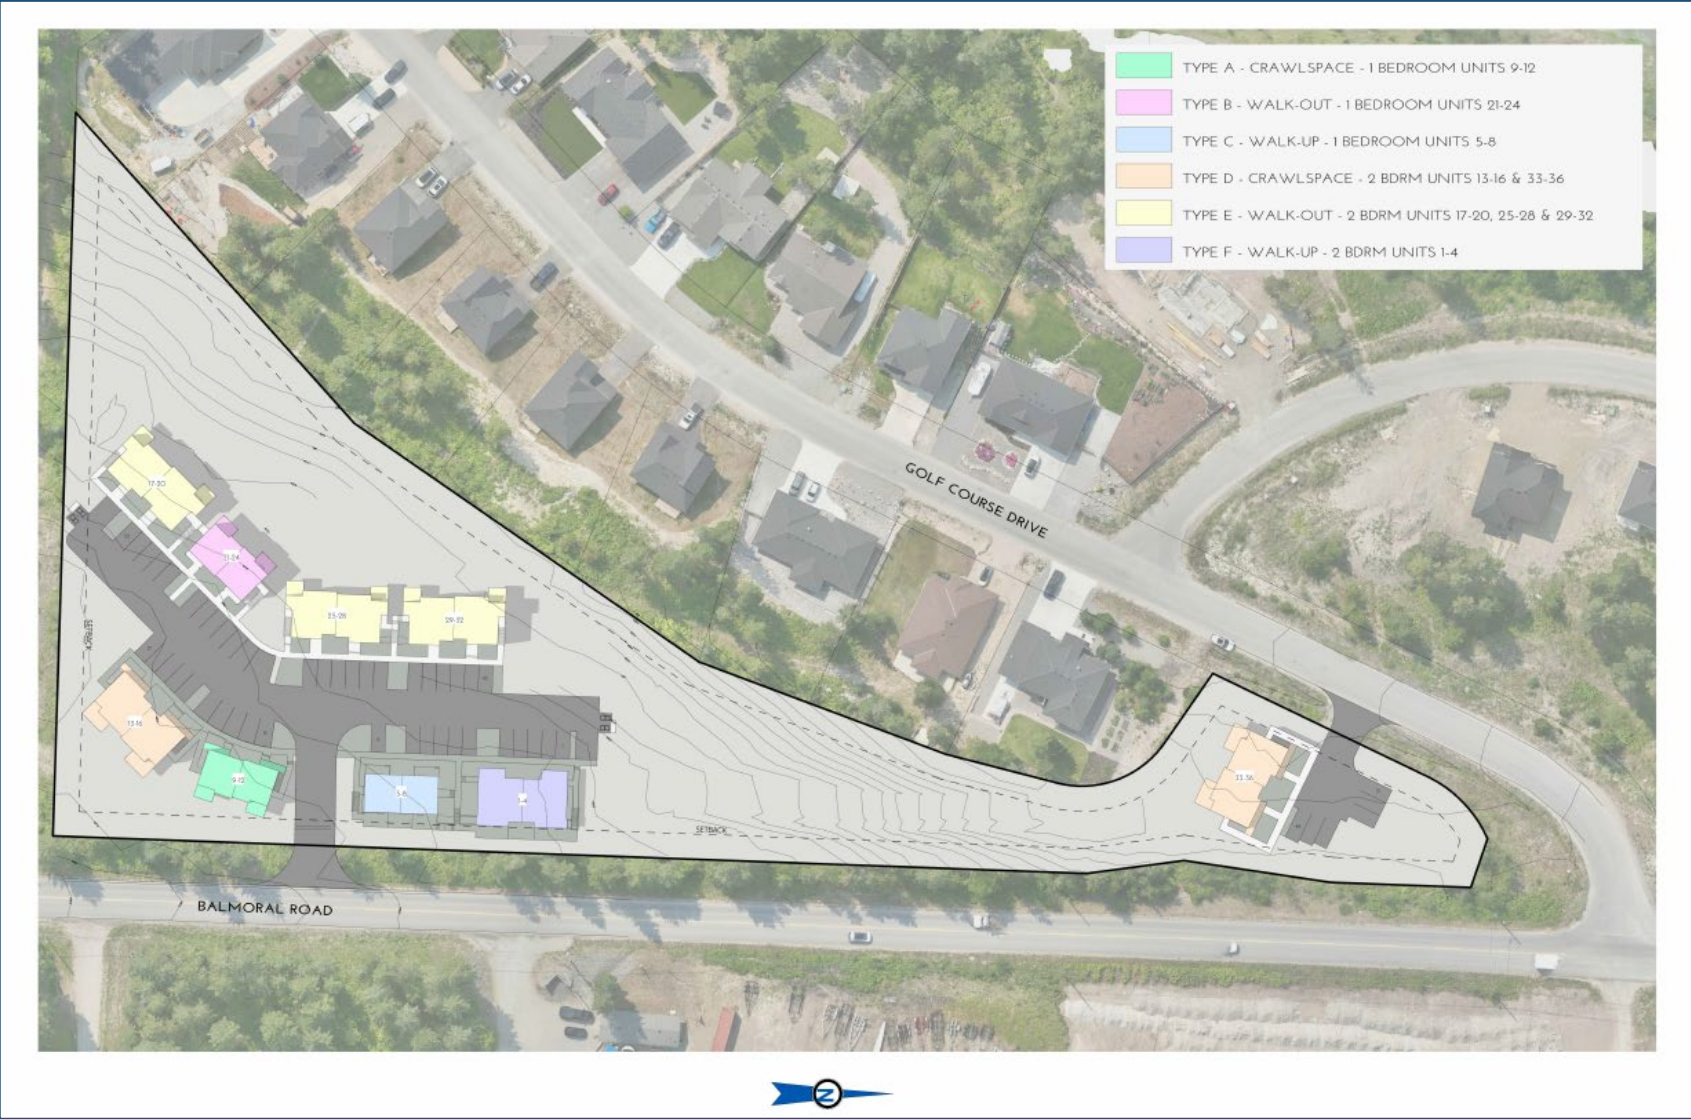 TYPE A - CRAWLSPACE - 1 BEDROOM UNITS 9-12
TYPE B - WALK-OUT - 1 BEDROOM UNITS 21-24
TYPE C - WALK-UP - 1 BEDROOM UNITS 5-8
TYPE D - CRAWLSPACE - 2 BDRM UNITS 13-16 & 33-36
TYPE E - WALK-OUT - 2 BDRM UNITS 17-20, 25-28 & 29-32
TYPE F - WALK-UP - 2 BDRM UNITS 1-4
GOLF COURSE DRIVE
17-20
21-24
25-28
29-32
SETBACK
13-16
9-12
5-8
1-4
33-36
SETBACK
BALMORAL ROAD
N